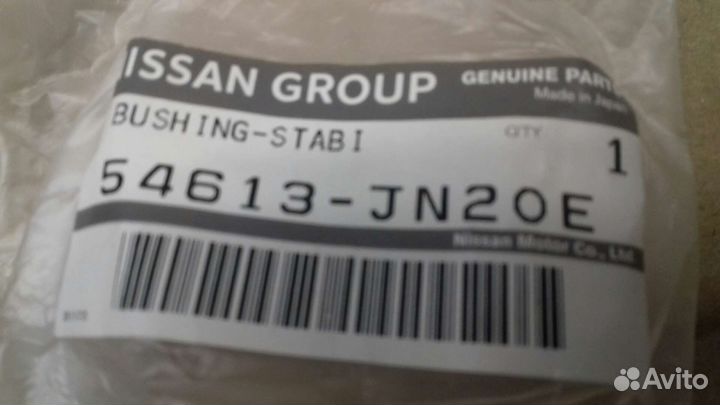 ISSAN GROUP GENUINE PART
Made in Japan
BUSHING-STABI QTY 1
54613-JN20E
Nissan Motor Co., Ltd
Avito